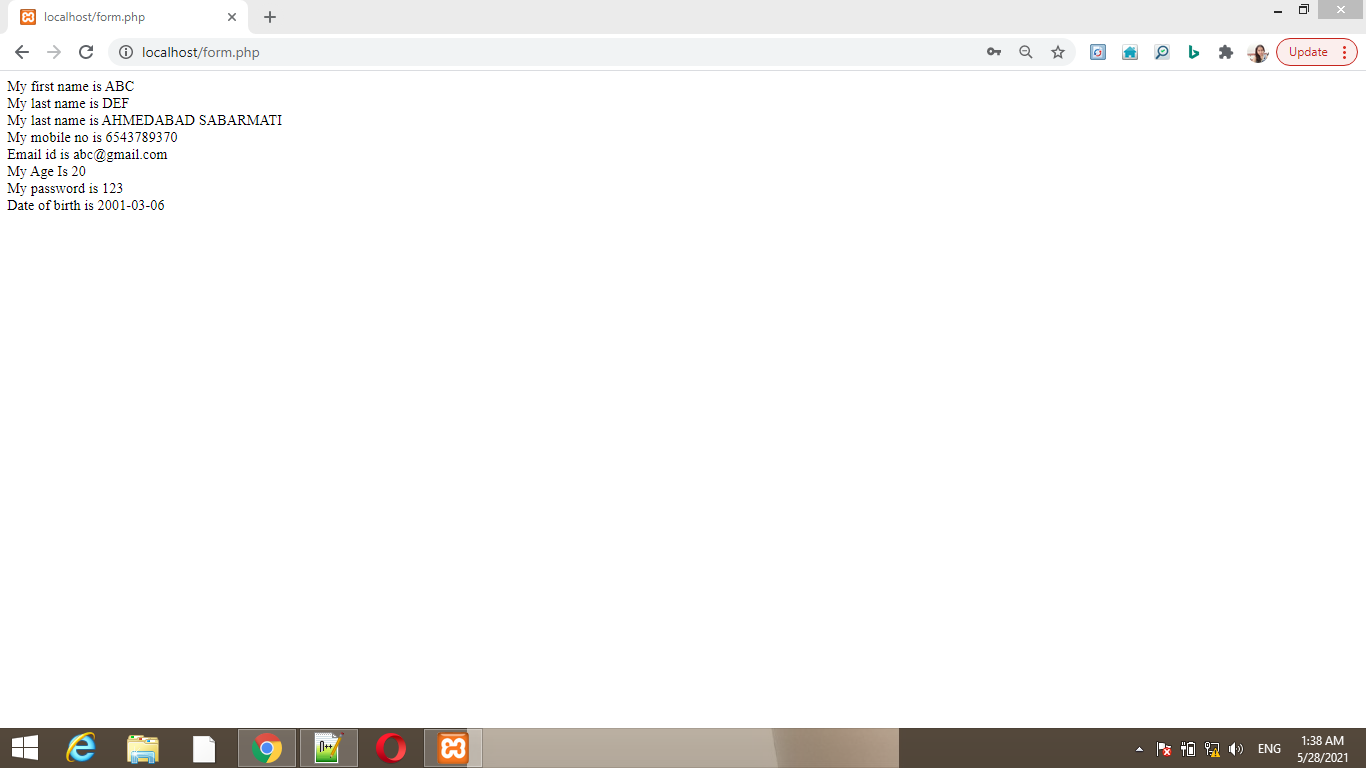 localhost/form.php
localhost/form.php
Update
My first name is ABC
My last name is DEF
My last name is AHMEDABAD SABARMATI
My mobile no is 6543789370
Email id is abc@gmail.com
My Age Is 20
My password is 123
Date of birth is 2001-03-06
ENG
1:38 AM
5/28/2021